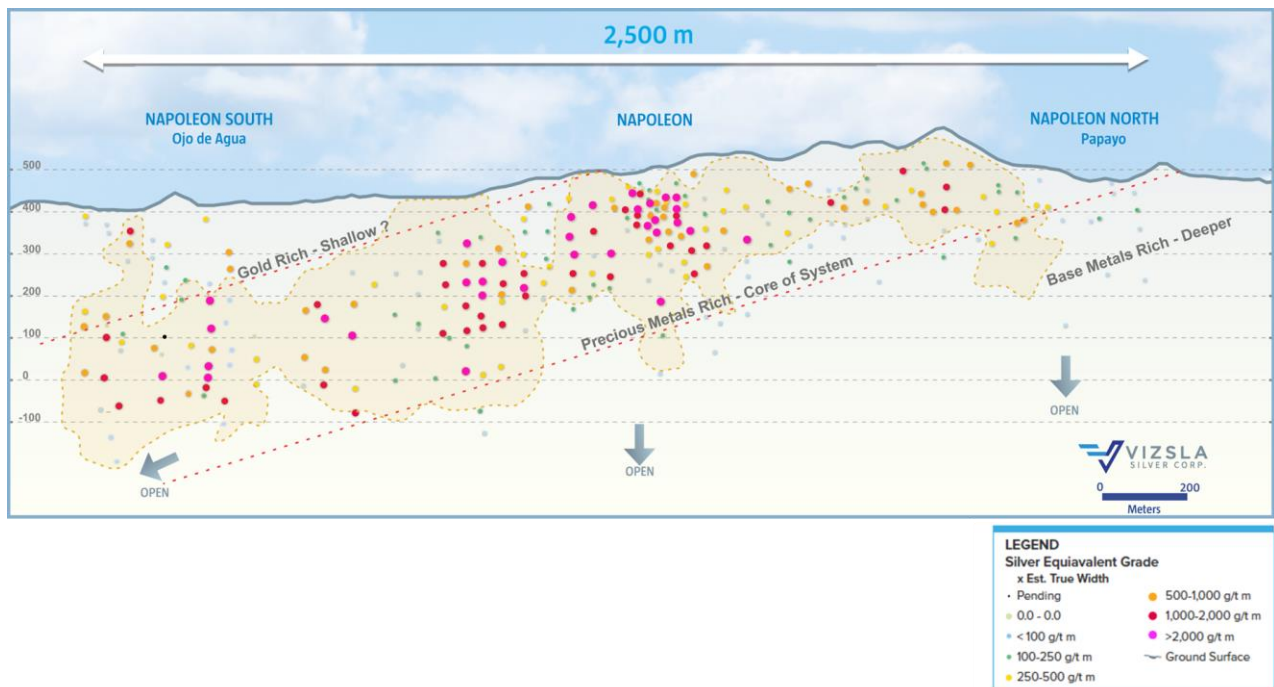 2,500 m
NAPOLEON SOUTH
Ojo de Agua
NAPOLEON
NAPOLEON NORTH
Papayo
500
400
300
200
100
0
-100
Gold Rich - Shallow ?
Precious Metals Rich - Core of System
Base Metals Rich - Deeper
OPEN
OPEN
OPEN
VIZSLA
SILVER CORP.
0 200
Meters
LEGEND
Silver Equiavalent Grade
x Est. True Width
Pending
0.0 - 0.0
<100 g/t m
100-250 g/t m
250-500 g/t m
500-1,000 g/t m
1,000-2,000 g/t m
>2,000 g/t m
Ground Surface